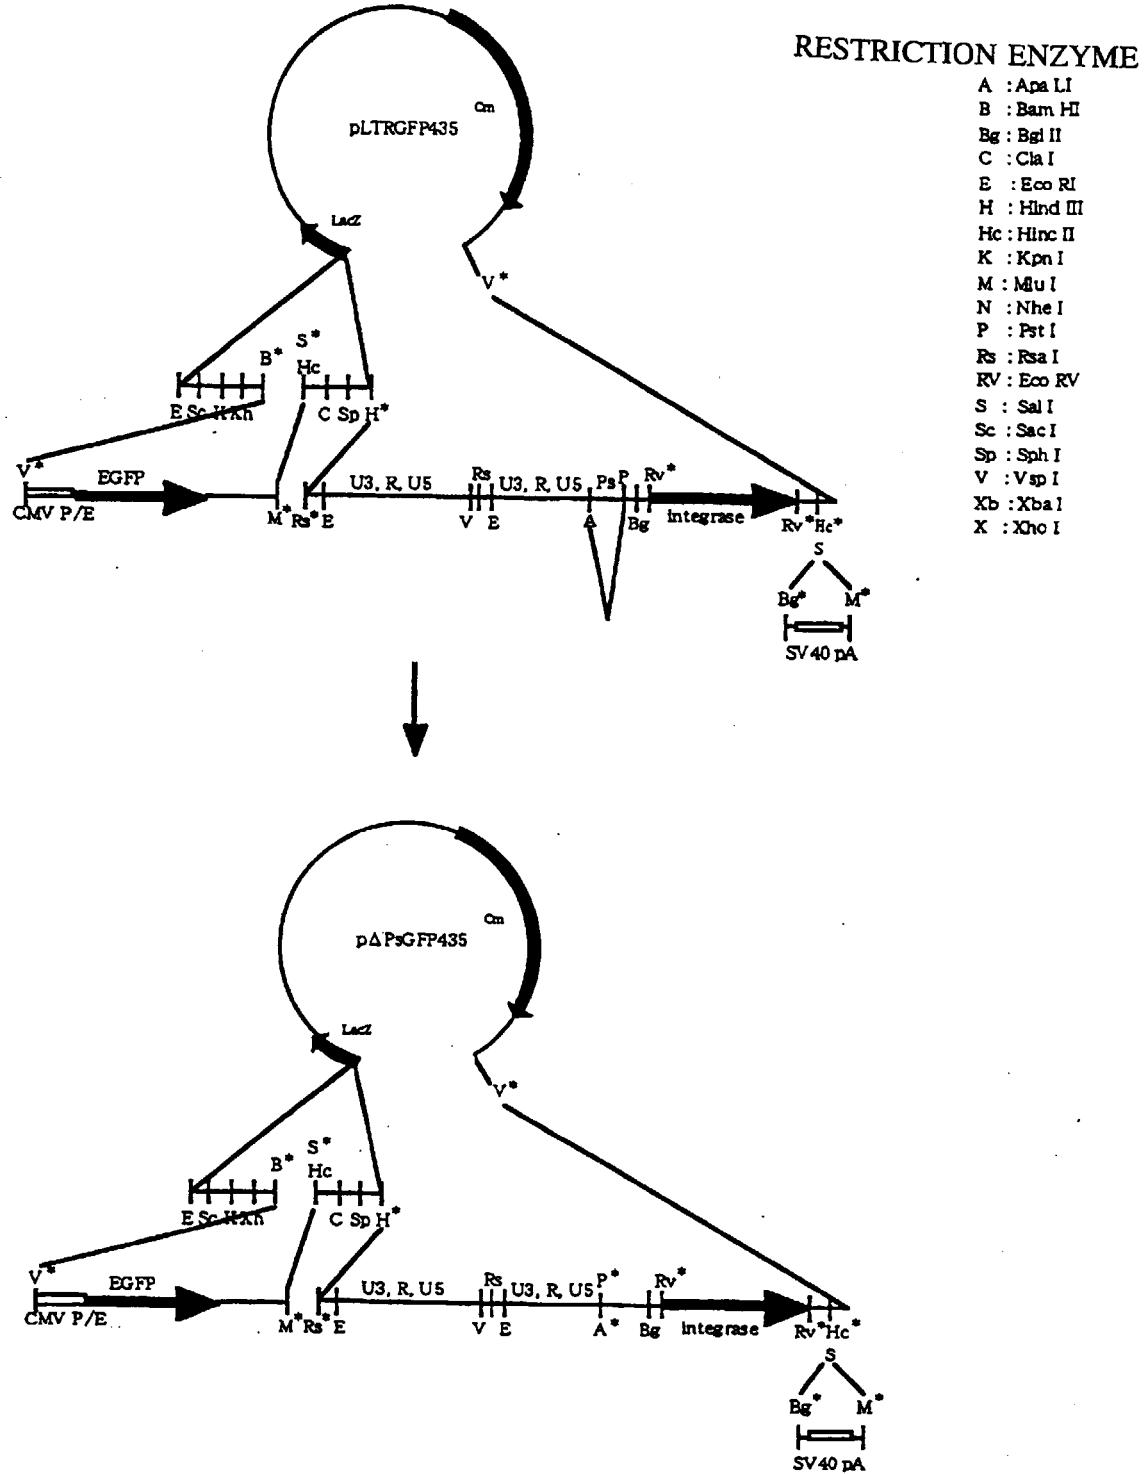 RESTRICTION ENZYME
A : Apa LI
B : Bam HI
Bg : Bgl II
C : Cla I
E : Eco RI
H : Hind III
Hc : Hinc II
K : Kpn I
M : Mlu I
N : Nhe I
P : Pst I
Rs : Rsa I
RV : Eco RV
S : Sal I
Sc : Sac I
Sp : Sph I
V : Vsp I
Xb : Xba I
X : Xho I
Cm
pLTRGFP435
LacZ
V*
S*
B* Hc
E Sc K Xh C Sp H*
V* EGFP U3, R, U5 Rs U3, R, U5 Ps P Rv*
CMV P/E M* Rs* E V E A Bg integrase Rv* Hc*
S
Bg* M*
SV40 pA
Cm
pΔPsGFP435
LacZ
V*
S*
B* Hc
E Sc K Xh C Sp H*
V* EGFP U3, R, U5 Rs U3, R, U5 P* Rv*
CMV P/E M* Rs* E V E A* Bg integrase Rv* Hc*
S
Bg* M*
SV40 pA